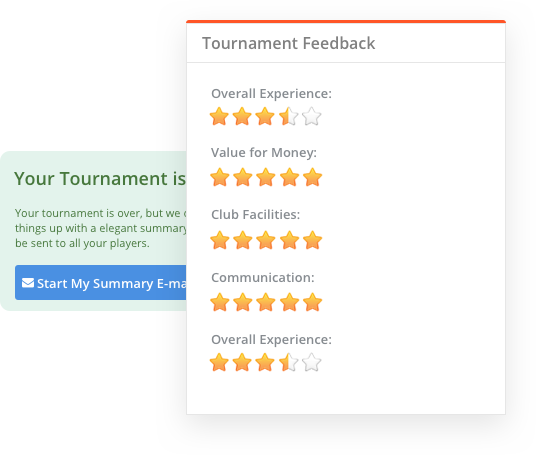 Tournament Feedback
Overall Experience:
Value for Money:
Club Facilities:
Communication:
Overall Experience:
Your Tournament is
Your tournament is over, but we
things up with a elegant summary
be sent to all your players.
Start My Summary E-ma